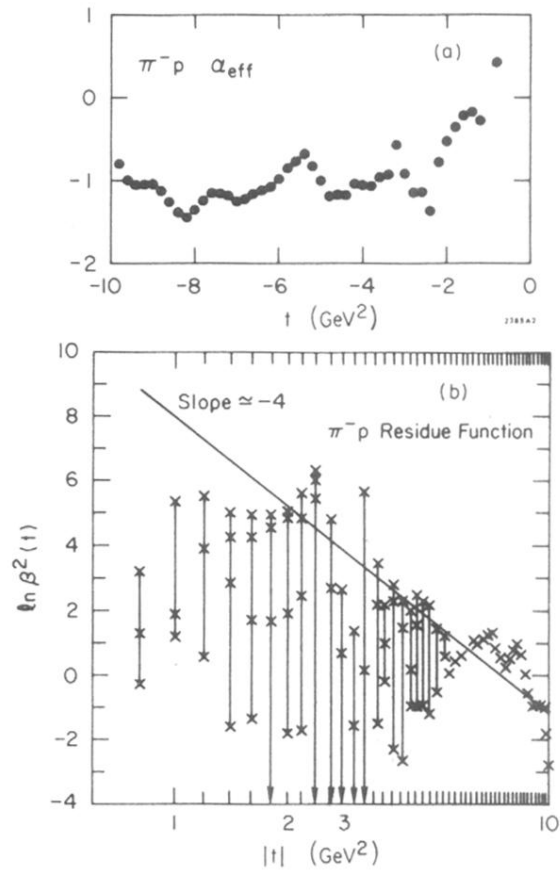 1
(a)
π⁻p α_eff
0
-1
-2
-10 -8 -6 -4 -2 0
t (GeV²)
2785A2
10
(b)
8
Slope ≃ -4
π⁻p Residue Function
6
4
ln β²(t)
2
0
-2
-4
1 2 3 10
|t| (GeV²)